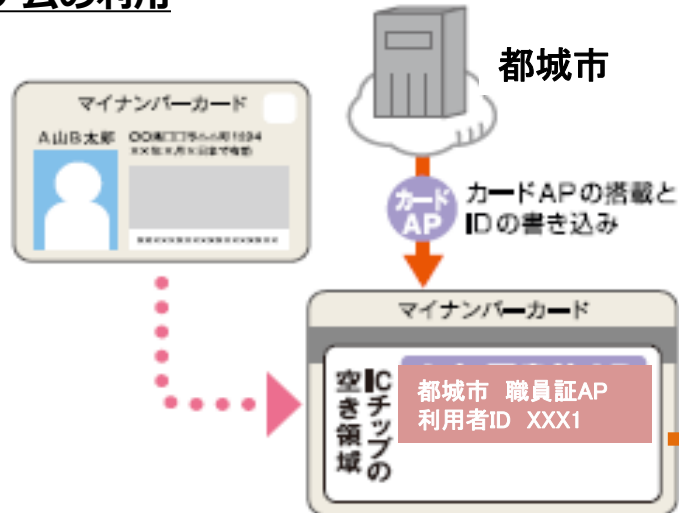 ムの利用
都城市
マイナンバーカード
A山B太郎
カード
AP
カードAPの搭載と
IDの書き込み
マイナンバーカード
ICチップの
空き領域
都城市 職員証AP
利用者ID XXX1